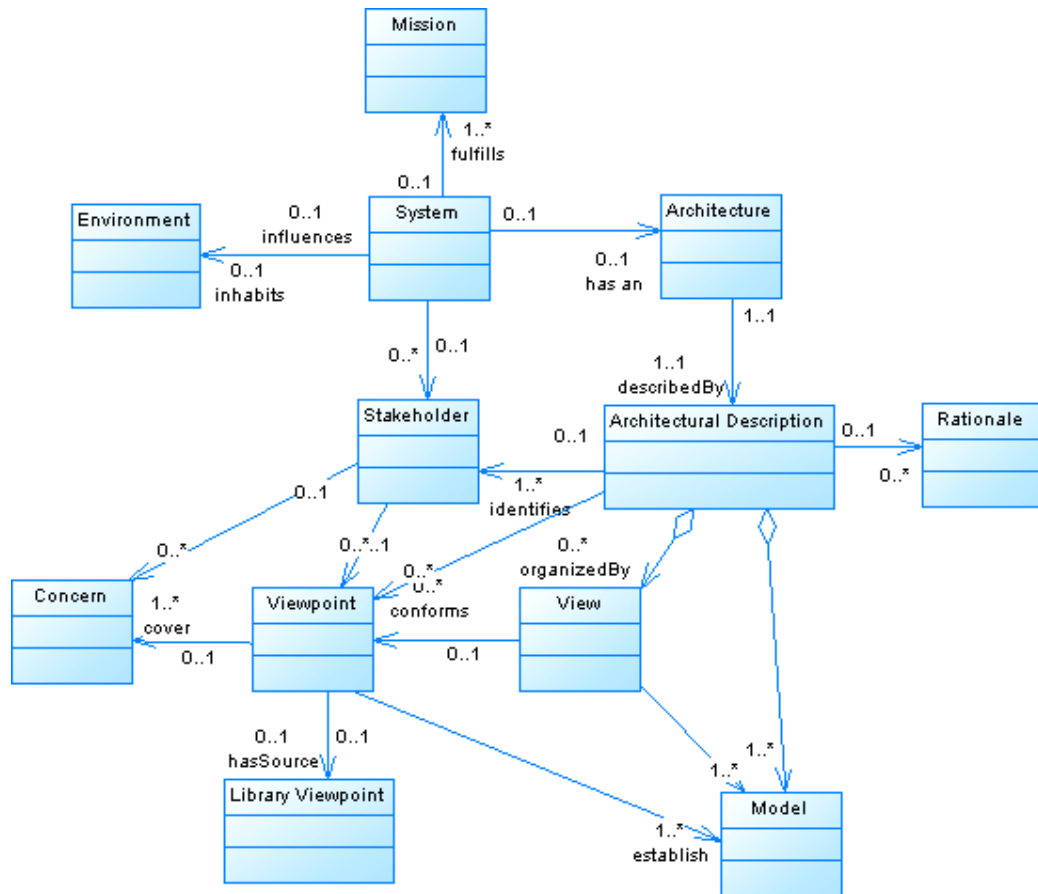 Mission
1..*
fulfills
0..1
Environment
0..1
influences
System
0..1
Architecture
0..1
inhabits
0..1
has an
0..*
0..1
1..1
1..1
describedBy
Stakeholder
0..1
Architectural Description
0..1
Rationale
0..*
1..*
identifies
0..1
0..*
0..*..1
0..*
organizedBy
0..*
0..*
conforms
Concern
1..*
cover
0..1
Viewpoint
0..1
View
0..1
hasSource
0..1
1..*
1..*
Library Viewpoint
Model
1..*
establish